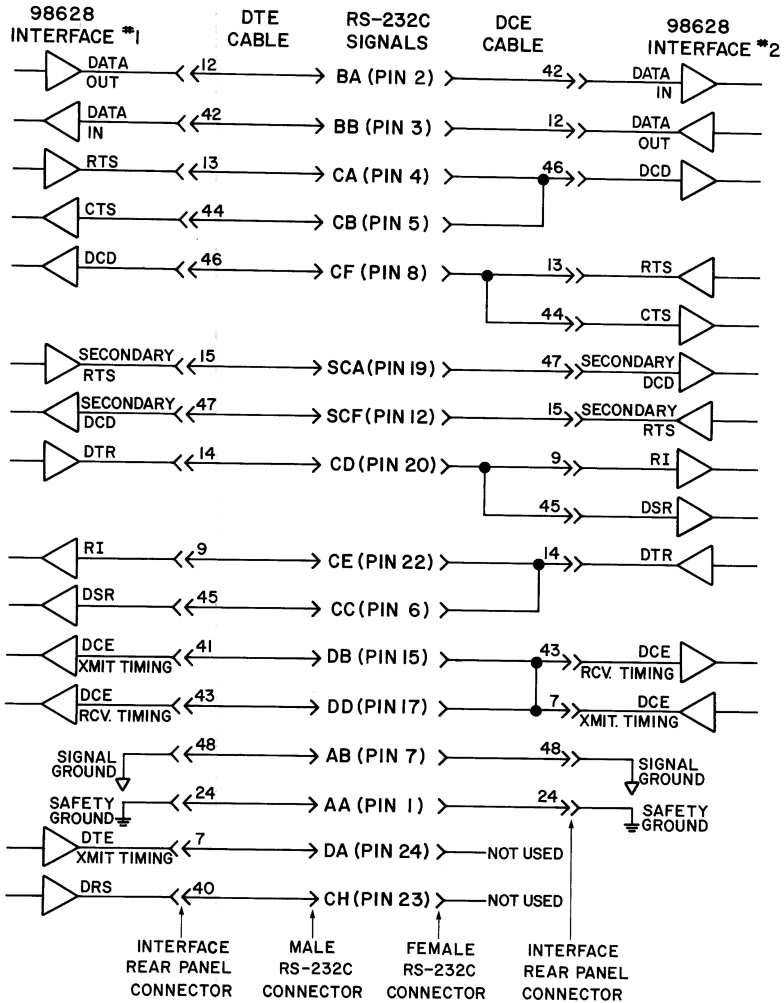 98628 INTERFACE #1
DTE CABLE
RS-232C SIGNALS
DCE CABLE
98628 INTERFACE #2
DATA OUT 12 BA (PIN 2) 42 DATA IN
DATA IN 42 BB (PIN 3) 12 DATA OUT
RTS 13 CA (PIN 4) 46 DCD
CTS 44 CB (PIN 5)
DCD 46 CF (PIN 8) 13 RTS
44 CTS
SECONDARY RTS 15 SCA (PIN 19) 47 SECONDARY DCD
SECONDARY DCD 47 SCF (PIN 12) 15 SECONDARY RTS
DTR 14 CD (PIN 20) 9 RI
45 DSR
RI 9 CE (PIN 22) 14 DTR
DSR 45 CC (PIN 6)
DCE XMIT TIMING 41 DB (PIN 15) 43 DCE RCV. TIMING
DCE RCV. TIMING 43 DD (PIN 17) 7 DCE XMIT. TIMING
SIGNAL GROUND 48 AB (PIN 7) 48 SIGNAL GROUND
SAFETY GROUND 24 AA (PIN 1) 24 SAFETY GROUND
DTE XMIT TIMING 7 DA (PIN 24) NOT USED
DRS 40 CH (PIN 23) NOT USED
INTERFACE REAR PANEL CONNECTOR
MALE RS-232C CONNECTOR
FEMALE RS-232C CONNECTOR
INTERFACE REAR PANEL CONNECTOR